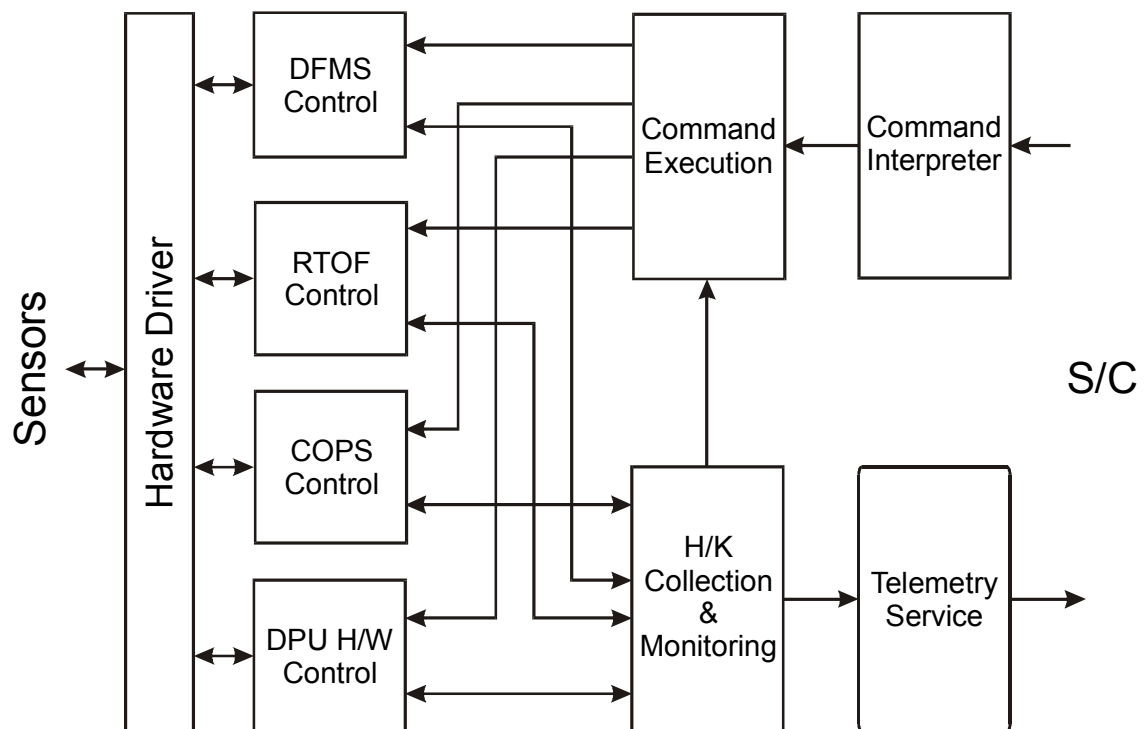 Sensors
Hardware Driver
DFMS
Control
RTOF
Control
COPS
Control
DPU H/W
Control
Command
Execution
Command
Interpreter
H/K
Collection
&
Monitoring
Telemetry
Service
S/C